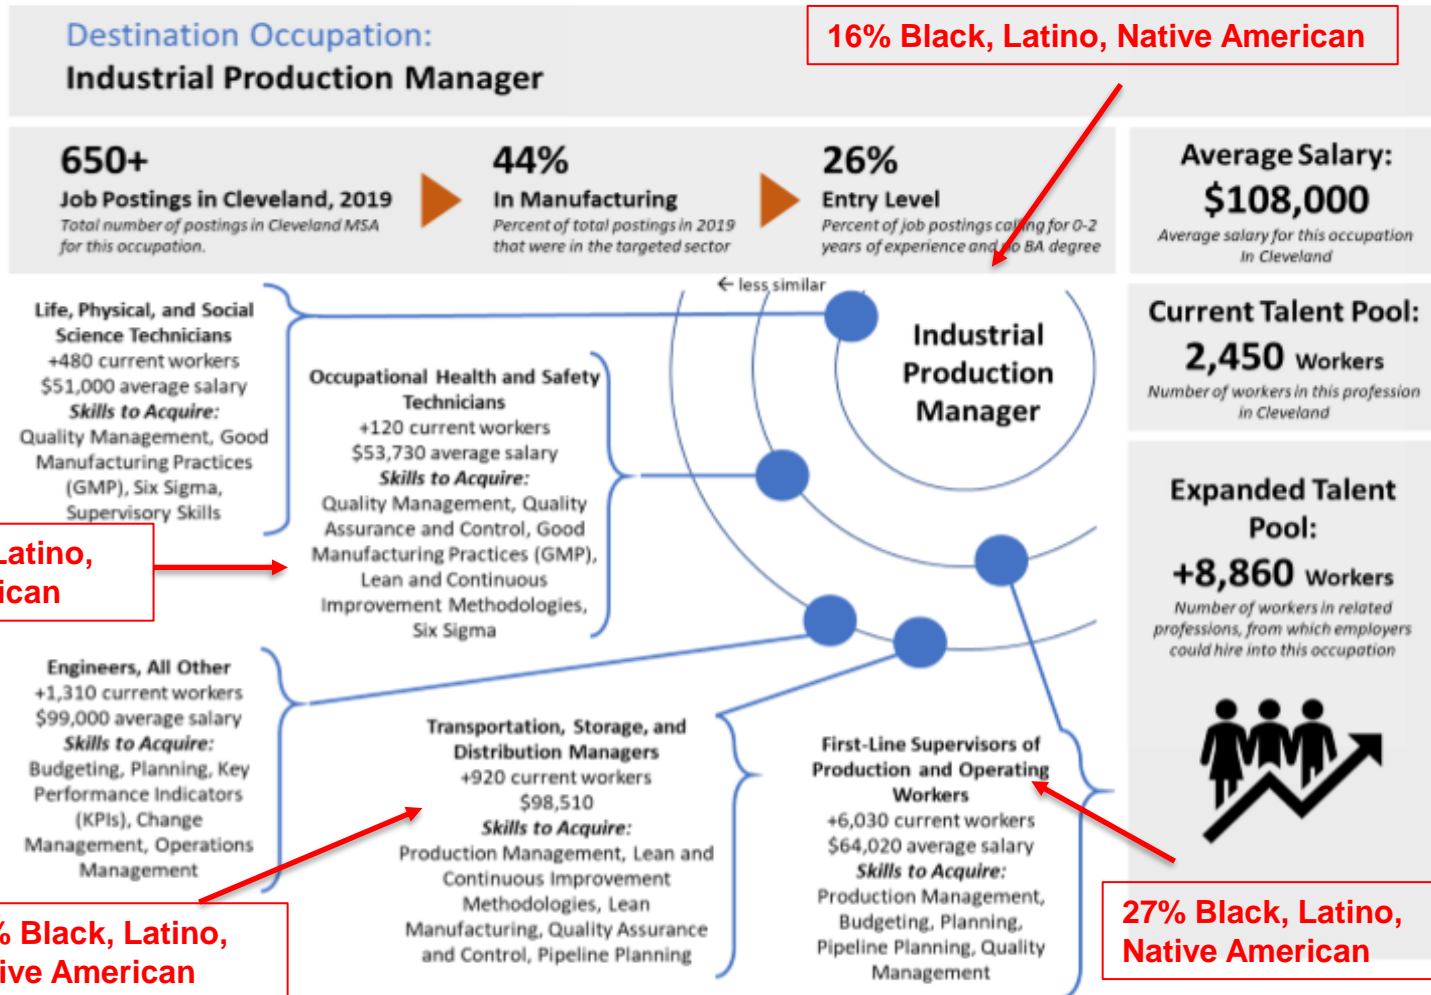 Destination Occupation:
Industrial Production Manager
16% Black, Latino, Native American
650+
Job Postings in Cleveland, 2019
Total number of postings in Cleveland MSA
for this occupation.
44%
In Manufacturing
Percent of total postings in 2019
that were in the targeted sector
26%
Entry Level
Percent of job postings calling for 0-2
years of experience and no BA degree
Average Salary:
$108,000
Average salary for this occupation
In Cleveland
← less similar
Industrial
Production
Manager
Current Talent Pool:
2,450 Workers
Number of workers in this profession
in Cleveland
Expanded Talent
Pool:
+8,860 Workers
Number of workers in related
professions, from which employers
could hire into this occupation
Life, Physical, and Social
Science Technicians
+480 current workers
$51,000 average salary
Skills to Acquire:
Quality Management, Good
Manufacturing Practices
(GMP), Six Sigma,
Supervisory Skills
Occupational Health and Safety
Technicians
+120 current workers
$53,730 average salary
Skills to Acquire:
Quality Management, Quality
Assurance and Control, Good
Manufacturing Practices (GMP),
Lean and Continuous
Improvement Methodologies,
Six Sigma
Latino,
ican
Engineers, All Other
+1,310 current workers
$99,000 average salary
Skills to Acquire:
Budgeting, Planning, Key
Performance Indicators
(KPIs), Change
Management, Operations
Management
Transportation, Storage, and
Distribution Managers
+920 current workers
$98,510
Skills to Acquire:
Production Management, Lean and
Continuous Improvement
Methodologies, Lean
Manufacturing, Quality Assurance
and Control, Pipeline Planning
% Black, Latino,
ive American
First-Line Supervisors of
Production and Operating
Workers
+6,030 current workers
$64,020 average salary
Skills to Acquire:
Production Management,
Budgeting, Planning,
Pipeline Planning, Quality
Management
27% Black, Latino,
Native American